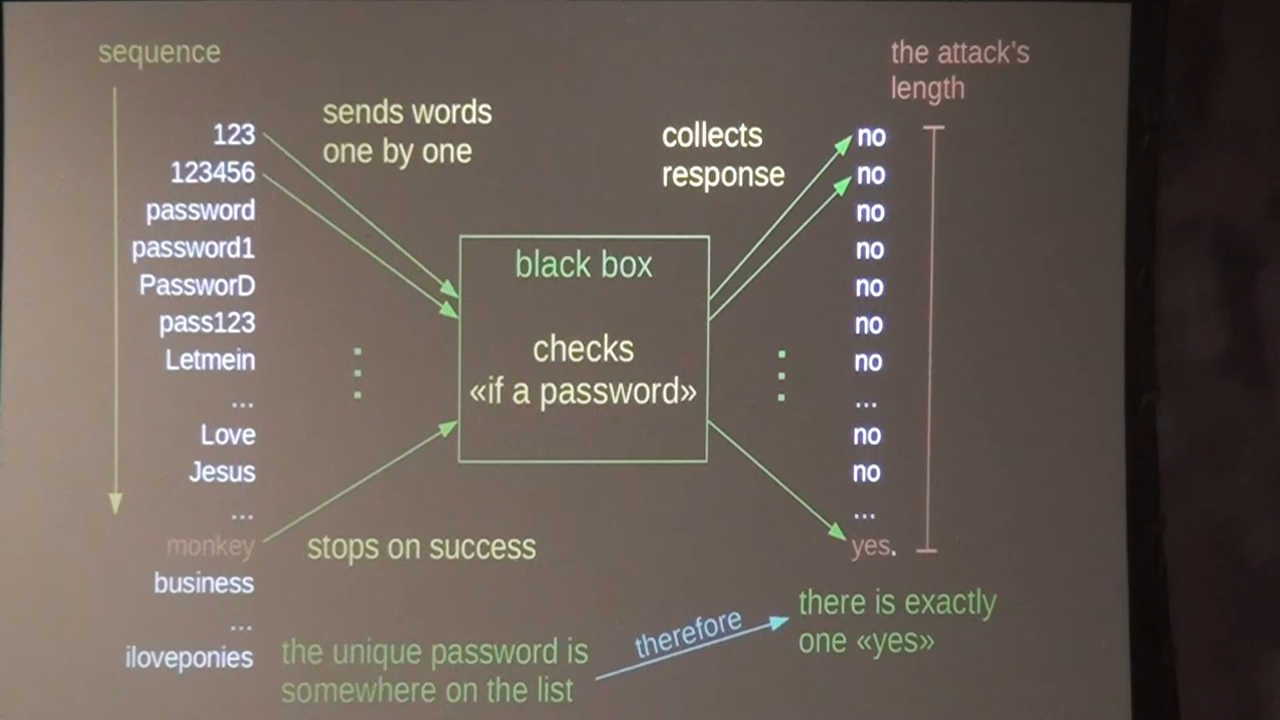 sequence
the attack's
length
sends words
one by one
collects
response
123
123456
password
password1
PassworD
pass123
Letmein
...
Love
Jesus
...
monkey
business
...
iloveponies
black box
checks
«if a password»
no
no
no
no
no
no
no
...
no
no
...
yes.
stops on success
the unique password is
somewhere on the list
therefore
there is exactly
one «yes»